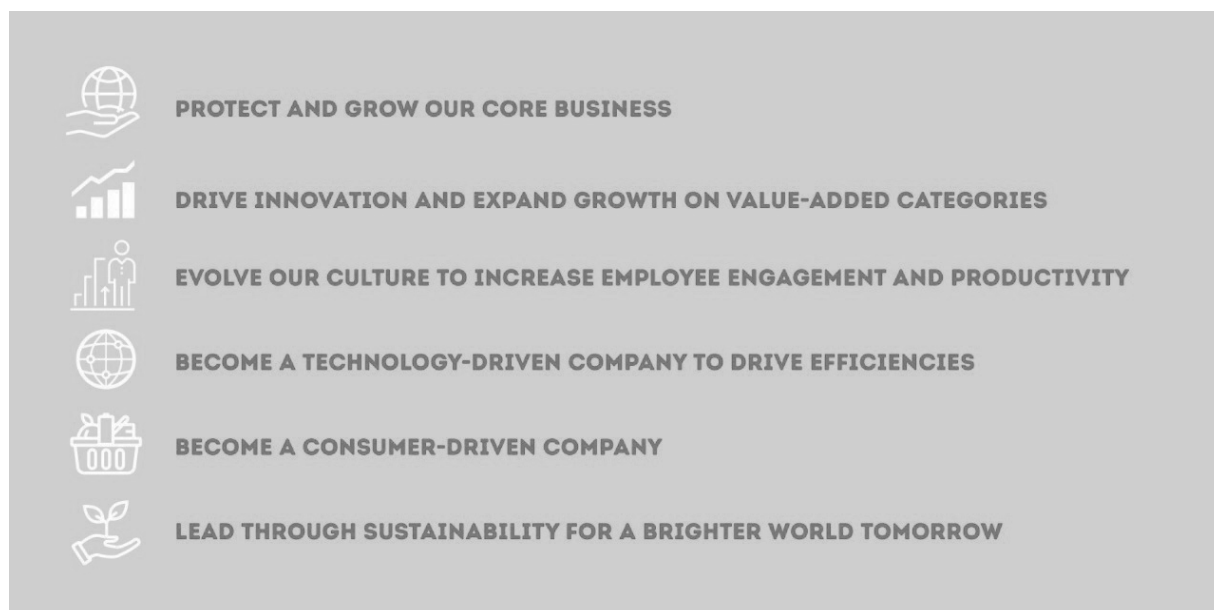 PROTECT AND GROW OUR CORE BUSINESS
DRIVE INNOVATION AND EXPAND GROWTH ON VALUE-ADDED CATEGORIES
EVOLVE OUR CULTURE TO INCREASE EMPLOYEE ENGAGEMENT AND PRODUCTIVITY
BECOME A TECHNOLOGY-DRIVEN COMPANY TO DRIVE EFFICIENCIES
BECOME A CONSUMER-DRIVEN COMPANY
LEAD THROUGH SUSTAINABILITY FOR A BRIGHTER WORLD TOMORROW